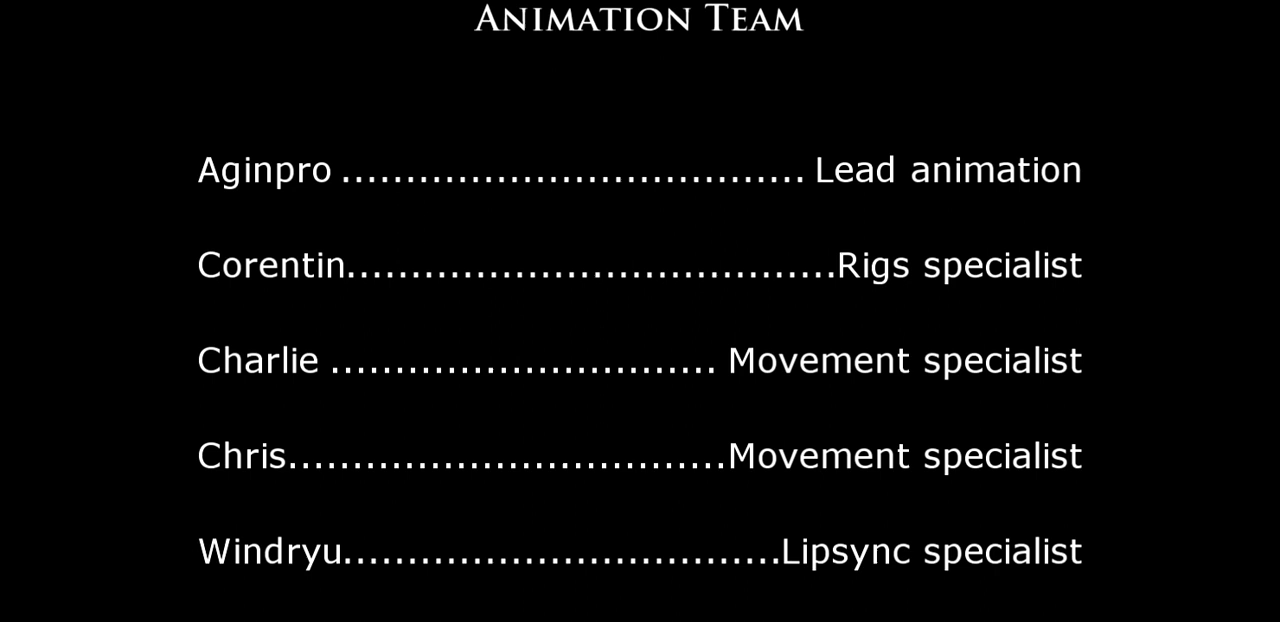 Animation Team
Aginpro .................................... Lead animation
Corentin......................................Rigs specialist
Charlie .............................. Movement specialist
Chris..................................Movement specialist
Windryu..................................Lipsync specialist